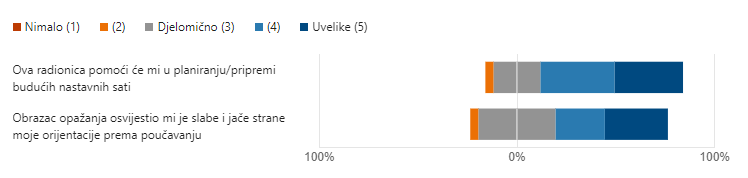 Nimalo (1) (2) Djelomično (3) (4) Uvelike (5)
Ova radionica pomoći će mi u planiranju/pripremi
budućih nastavnih sati
Obrazac opažanja osvijestio mi je slabe i jače strane
moje orijentacije prema poučavanju
100% 0% 100%